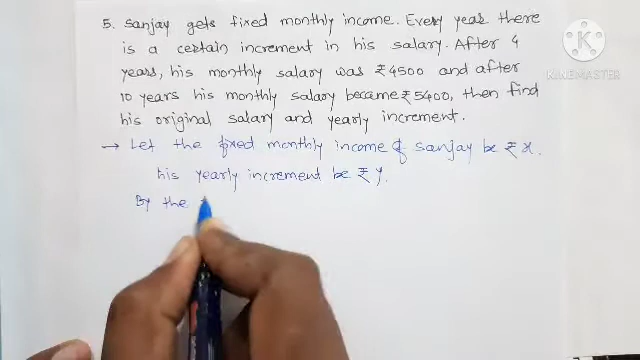 5. Sanjay gets fixed monthly income. Every year there
is a certain increment in his salary. After 4
years, his monthly salary was ₹4500 and after
10 years his monthly salary became ₹5400, then find
his original salary and yearly increment.
→ Let the fixed monthly income of Sanjay be ₹ x.
his yearly increment be ₹ y.
By the
KINEMASTER